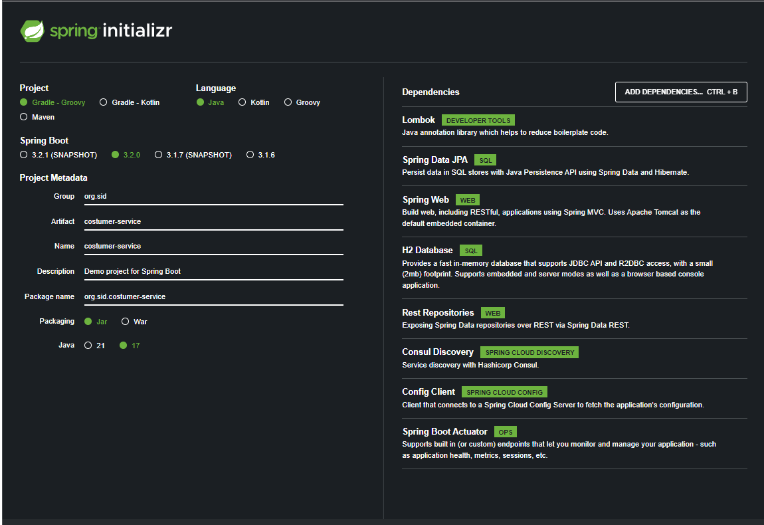 spring initializr
Project
Gradle - Groovy Gradle - Kotlin
Maven
Language
Java Kotlin Groovy
Spring Boot
3.2.1 (SNAPSHOT) 3.2.0 3.1.7 (SNAPSHOT) 3.1.6
Project Metadata
Group org.sid
Artifact costumer-service
Name costumer-service
Description Demo project for Spring Boot
Package name org.sid.costumer-service
Packaging Jar War
Java 21 17
Dependencies ADD DEPENDENCIES... CTRL + B
Lombok DEVELOPER TOOLS
Java annotation library which helps to reduce boilerplate code.
Spring Data JPA SQL
Persist data in SQL stores with Java Persistence API using Spring Data and Hibernate.
Spring Web WEB
Build web, including RESTful, applications using Spring MVC. Uses Apache Tomcat as the
default embedded container.
H2 Database SQL
Provides a fast in-memory database that supports JDBC API and R2DBC access, with a small
(2mb) footprint. Supports embedded and server modes as well as a browser based console
application.
Rest Repositories WEB
Exposing Spring Data repositories over REST via Spring Data REST.
Consul Discovery SPRING CLOUD DISCOVERY
Service discovery with Hashicorp Consul.
Config Client SPRING CLOUD CONFIG
Client that connects to a Spring Cloud Config Server to fetch the application's configuration.
Spring Boot Actuator OPS
Supports built in (or custom) endpoints that let you monitor and manage your application - such
as application health, metrics, sessions, etc.